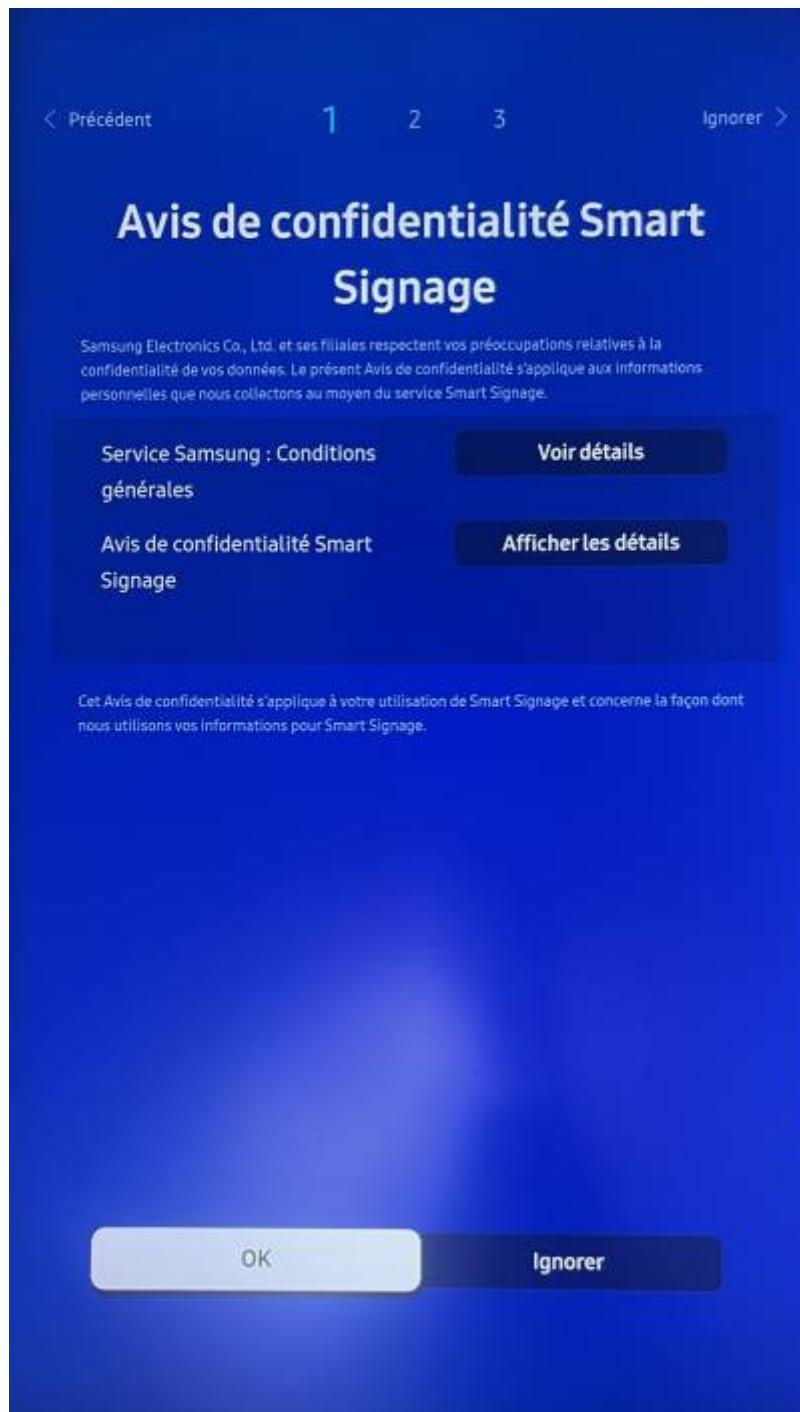 Précédent 1 2 3 Ignorer
Avis de confidentialité Smart
Signage
Samsung Electronics Co., Ltd. et ses filiales respectent vos préoccupations relatives à la
confidentialité de vos données. Le présent Avis de confidentialité s'applique aux informations
personnelles que nous collectons au moyen du service Smart Signage.
Service Samsung : Conditions
générales
Voir détails
Avis de confidentialité Smart
Signage
Afficher les détails
Cet Avis de confidentialité s'applique à votre utilisation de Smart Signage et concerne la façon dont
nous utilisons vos informations pour Smart Signage.
OK Ignorer